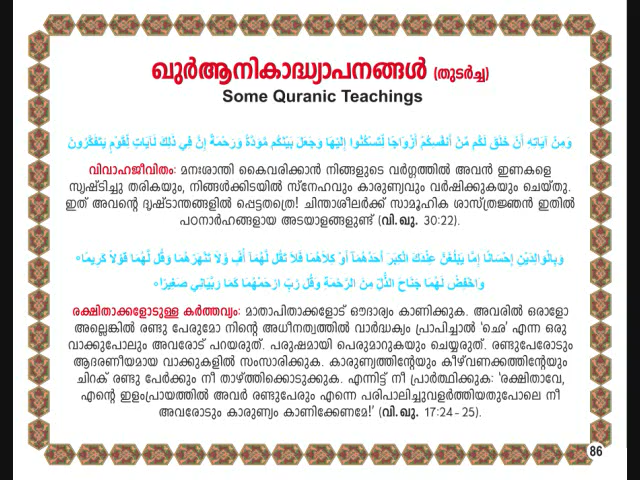 ഖുർആനികാദ്ധ്യാപനങ്ങൾ (തുടർച്ച)
Some Quranic Teachings
وَمِنْ آيَاتِهِ أَنْ خَلَقَ لَكُم مِّنْ أَنفُسِكُمْ أَزْوَاجًا لِّتَسْكُنُوا إِلَيْهَا وَجَعَلَ بَيْنَكُم مَّوَدَّةً وَرَحْمَةً إِنَّ فِي ذَلِكَ لَآيَاتٍ لِّقَوْمٍ يَتَفَكَّرُونَ
വിവാഹജീവിതം: മനഃശാന്തി കൈവരിക്കാൻ നിങ്ങളുടെ വർഗ്ഗത്തിൽ അവൻ ഇണകളെ
സൃഷ്ടിച്ചു തരികയും, നിങ്ങൾക്കിടയിൽ സ്നേഹവും കാരുണ്യവും വർഷിക്കുകയും ചെയ്തു.
ഇത് അവന്റെ ദൃഷ്ടാന്തങ്ങളിൽ പെട്ടതത്രെ! ചിന്താശീലർക്ക് സാമൂഹിക ശാസ്ത്രജ്ഞൻ ഇതിൽ
പഠനാർഹങ്ങളായ അടയാളങ്ങളുണ്ട് (വി.ഖു. 30:22).
وَبِالْوَالِدَيْنِ إِحْسَانًا إِمَّا يَبْلُغَنَّ عِندَكَ الْكِبَرَ أَحَدُهُمَآ أَوْ كِلَاهُمَا فَلَا تَقُل لَّهُمَآ أُفٍّ وَّلَا تَنْهَرْهُمَا وَقُل لَّهُمَا قَوْلًا كَرِيمًا ٥
وَاخْفِضْ لَهُمَا جَنَاحَ الذُّلِّ مِنَ الرَّحْمَةِ وَقُل رَّبِّ ارْحَمْهُمَا كَمَا رَبَّيَانِي صَغِيرًا ٥
രക്ഷിതാക്കളോടുള്ള കർത്തവ്യം: മാതാപിതാക്കളോട് ഔദാര്യം കാണിക്കുക. അവരിൽ ഒരാളോ
അല്ലെങ്കിൽ രണ്ടു പേരുമോ നിന്റെ അധീനത്വത്തിൽ വാർദ്ധക്യം പ്രാപിച്ചാൽ 'ഛെ' എന്ന ഒരു
വാക്കുപോലും അവരോട് പറയരുത്. പരുഷമായി പെരുമാറുകയും ചെയ്യരുത്. രണ്ടുപേരോടും
ആദരണീയമായ വാക്കുകളിൽ സംസാരിക്കുക. കാരുണ്യത്തിന്റേയും കീഴ്‌വണക്കത്തിന്റേയും
ചിറക് രണ്ടു പേർക്കും നീ താഴ്ത്തിക്കൊടുക്കുക. എന്നിട്ട് നീ പ്രാർത്ഥിക്കുക: 'രക്ഷിതാവേ,
എന്റെ ഇളംപ്രായത്തിൽ അവർ രണ്ടുപേരും എന്നെ പരിപാലിച്ചുവളർത്തിയതുപോലെ നീ
അവരോടും കാരുണ്യം കാണിക്കേണമേ!' (വി.ഖു. 17:24-25).
86